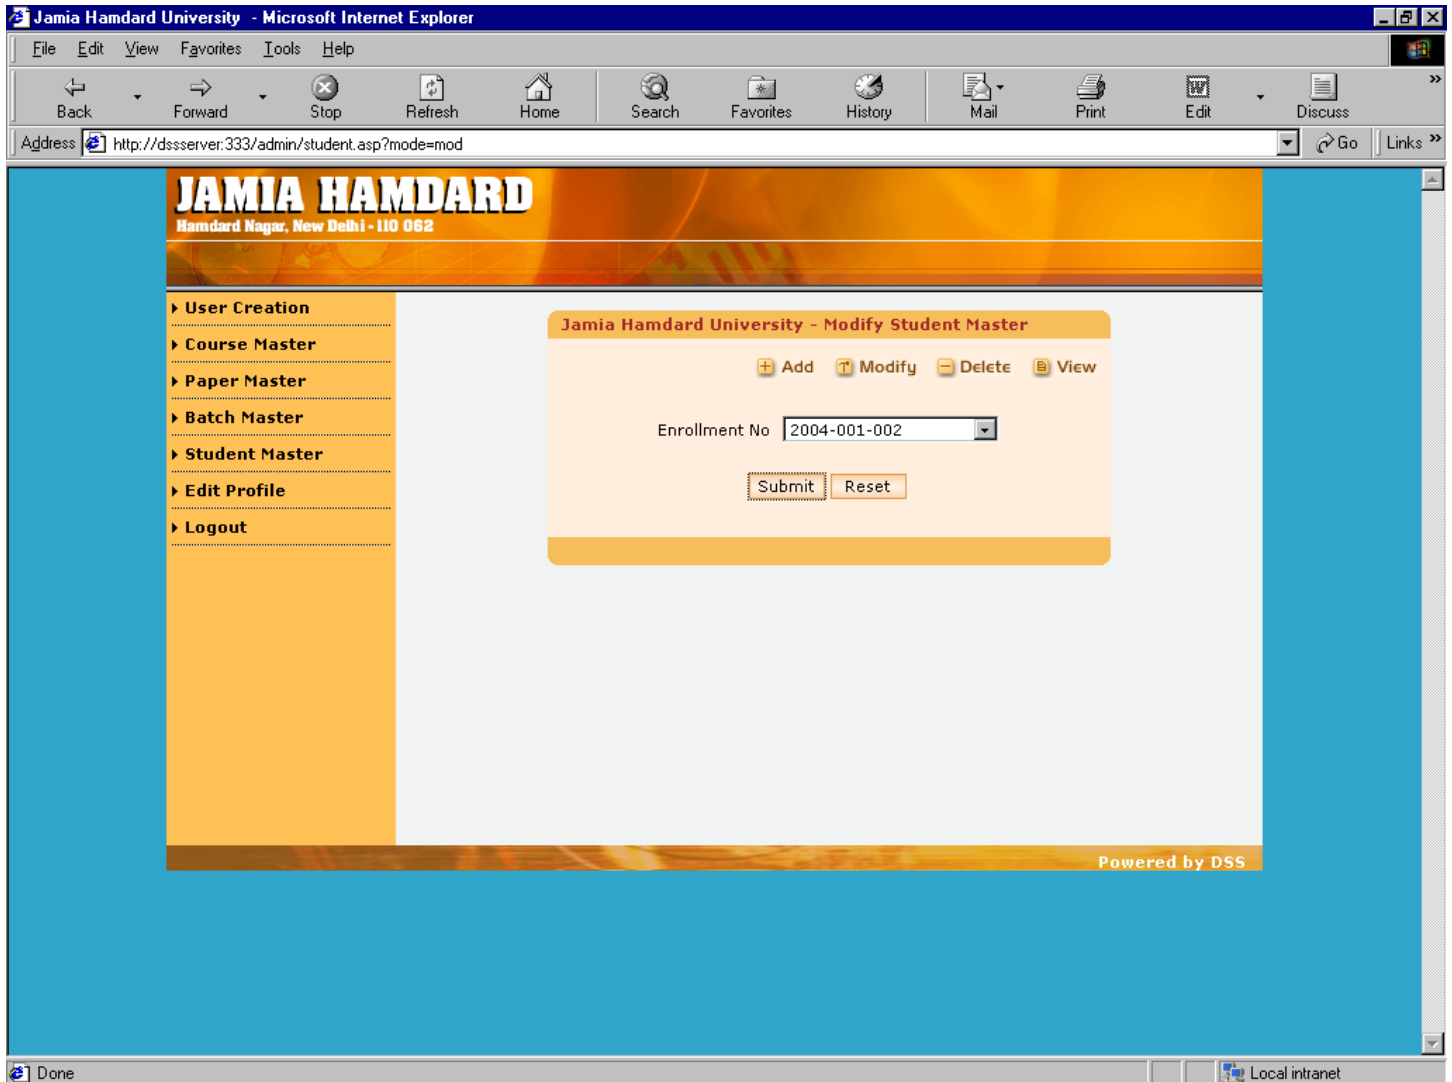 Jamia Hamdard University - Microsoft Internet Explorer
File Edit View Favorites Tools Help
Back Forward Stop Refresh Home Search Favorites History Mail Print Edit Discuss »
Address http://dssserver:333/admin/student.asp?mode=mod Go Links »
JAMIA HAMDARD
Hamdard Nagar, New Delhi - 110 062
User Creation
Course Master
Paper Master
Batch Master
Student Master
Edit Profile
Logout
Jamia Hamdard University - Modify Student Master
Add Modify Delete View
Enrollment No 2004-001-002
Submit Reset
Powered by DSS
Done Local intranet